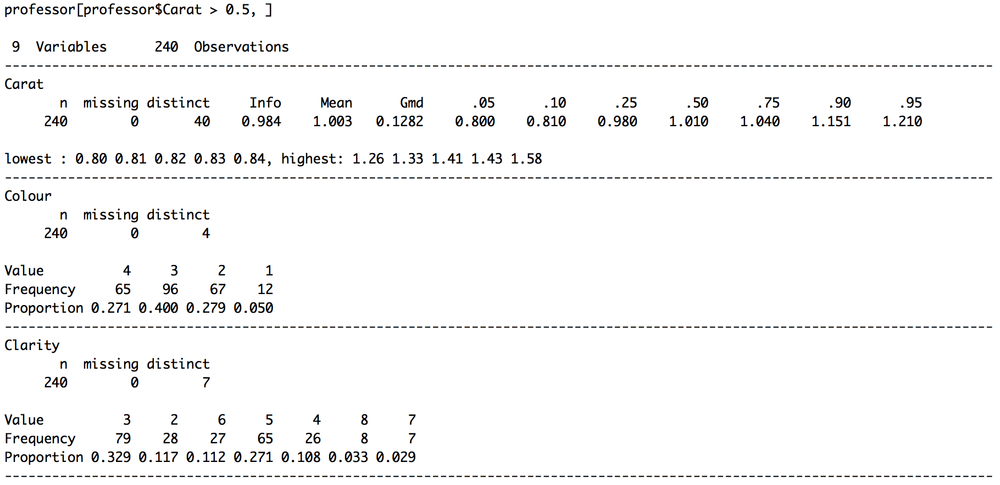 professor[professor$Carat > 0.5, ]
9 Variables 240 Observations
--------------------------------------------------------------------------------------------------------------------------------
Carat
n missing distinct Info Mean Gmd .05 .10 .25 .50 .75 .90 .95
240 0 40 0.984 1.003 0.1282 0.800 0.810 0.980 1.010 1.040 1.151 1.210
lowest : 0.80 0.81 0.82 0.83 0.84, highest: 1.26 1.33 1.41 1.43 1.58
--------------------------------------------------------------------------------------------------------------------------------
Colour
n missing distinct
240 0 4
Value 4 3 2 1
Frequency 65 96 67 12
Proportion 0.271 0.400 0.279 0.050
--------------------------------------------------------------------------------------------------------------------------------
Clarity
n missing distinct
240 0 7
Value 3 2 6 5 4 8 7
Frequency 79 28 27 65 26 8 7
Proportion 0.329 0.117 0.112 0.271 0.108 0.033 0.029
--------------------------------------------------------------------------------------------------------------------------------